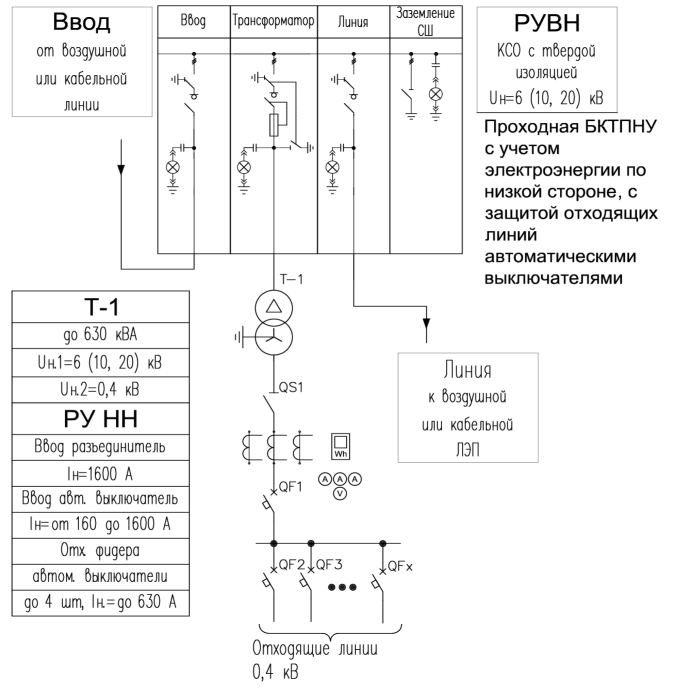 Ввод
от воздушной
или кабельной
линии
Ввод
Трансформатор
Линия
Заземление
СШ
РУВН
КСО с твердой
изоляцией
Uн=6 (10, 20) кВ
Проходная БКТПНУ
с учетом
электроэнергии по
низкой стороне, с
защитой отходящих
линий
автоматическими
выключателями
Т-1
Т-1
до 630 кВА
Uн.1=6 (10, 20) кВ
Uн.2=0,4 кВ
РУ НН
Ввод разъединитель
Iн=1600 А
Ввод авт. выключатель
Iн=от 160 до 1600 А
Отх. фидера
автом. выключатели
до 4 шт, Iн.=до 630 А
Линия
к воздушной
или кабельной
ЛЭП
QS1
Wh
A A A
V
QF1
QF2 QF3 QFx
Отходящие линии
0,4 кВ